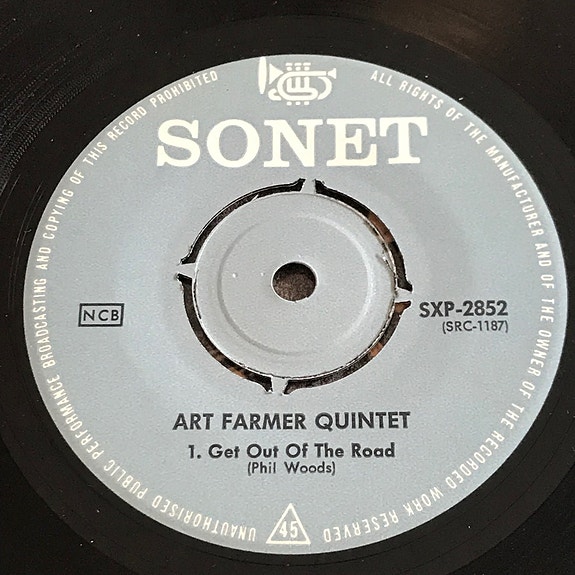 SONET
ALL RIGHTS OF THE MANUFACTURER AND OF THE OWNER OF THE RECORDED WORK RESERVED
UNAUTHORISED PUBLIC PERFORMANCE BROADCASTING AND COPYING OF THIS RECORD PROHIBITED
NCB
SXP-2852
(SRC-1187)
ART FARMER QUINTET
1. Get Out Of The Road
(Phil Woods)
45